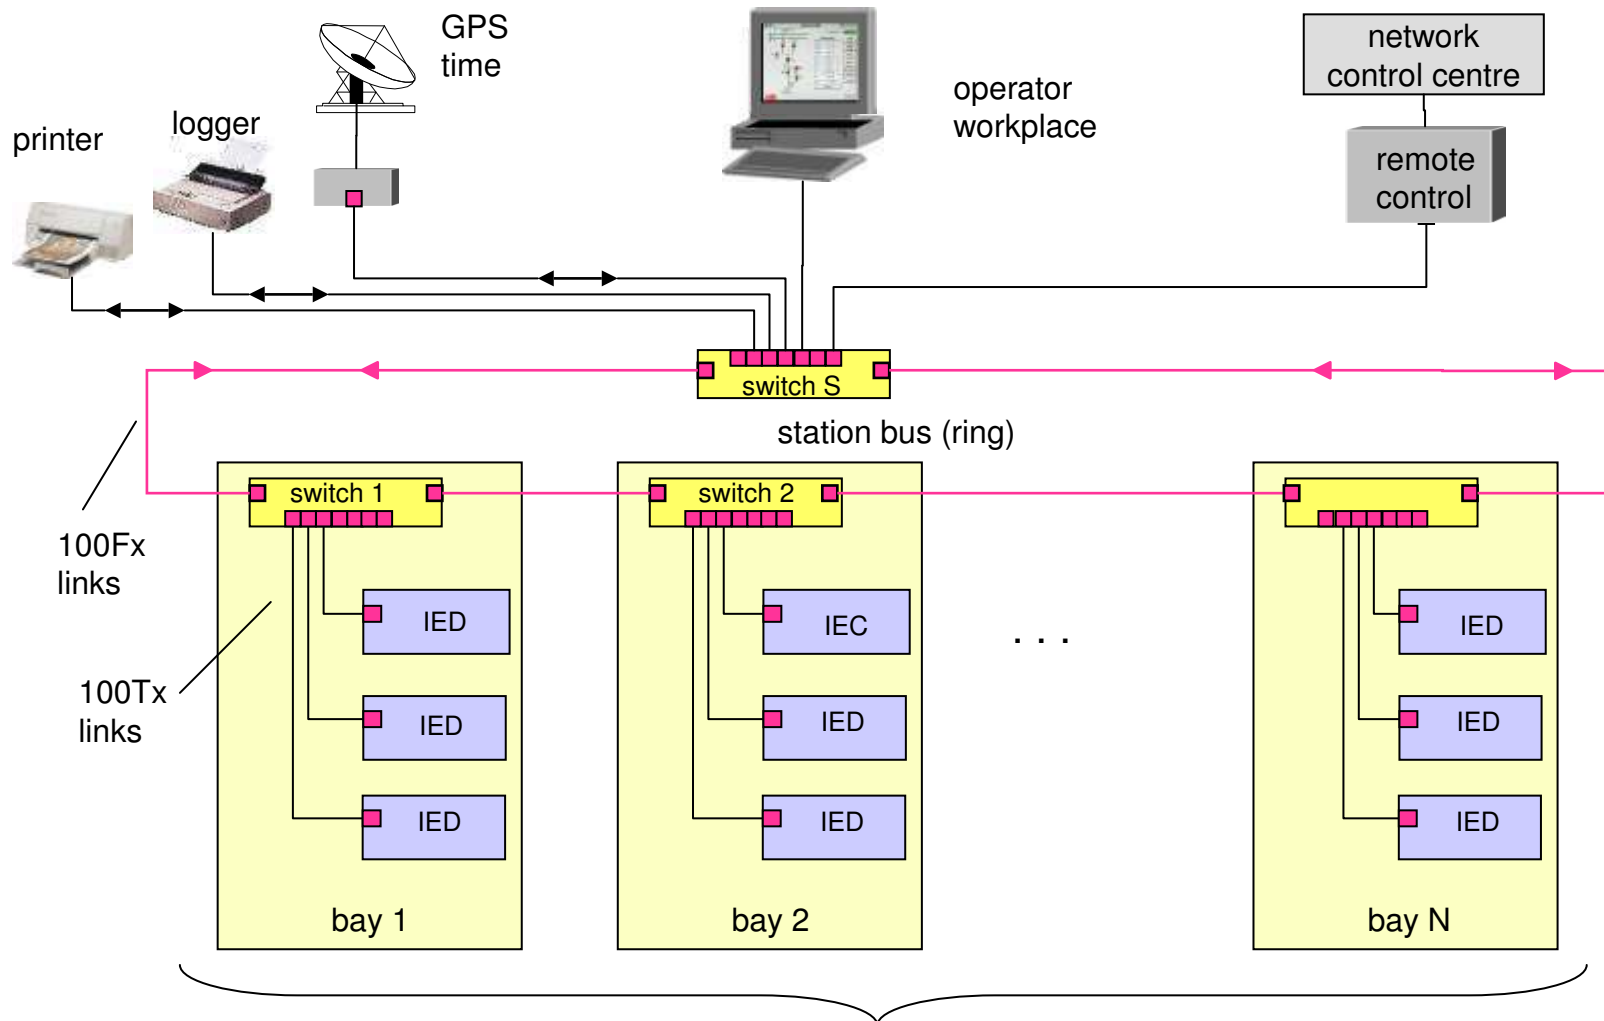 GPS
time
network
control centre
operator
workplace
logger
printer
remote
control
switch S
station bus (ring)
switch 1
switch 2
100Fx
links
IED
IEC
IED
. . .
100Tx
links
IED
IED
IED
IED
IED
IED
bay 1
bay 2
bay N